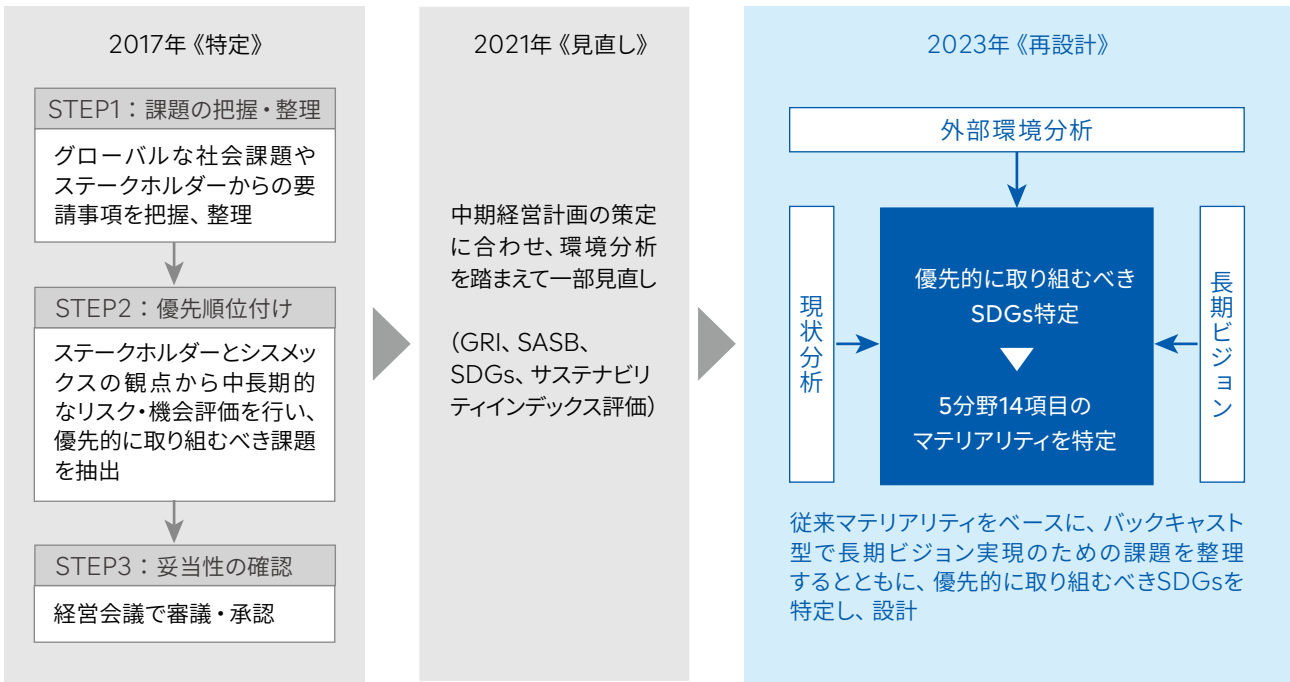 2017年《特定》
STEP1：課題の把握・整理
グローバルな社会課題や
ステークホルダーからの要
請事項を把握、整理
STEP2：優先順位付け
ステークホルダーとシスメッ
クスの観点から中長期的
なリスク・機会評価を行い、
優先的に取り組むべき課題
を抽出
STEP3：妥当性の確認
経営会議で審議・承認
2021年《見直し》
中期経営計画の策定
に合わせ、環境分析
を踏まえて一部見直し
（GRI、SASB、
SDGs、サステナビリ
ティインデックス評価）
2023年《再設計》
外部環境分析
現状分析
優先的に取り組むべき
SDGs特定
5分野14項目の
マテリアリティを特定
長期ビジョン
従来マテリアリティをベースに、バックキャスト
型で長期ビジョン実現のための課題を整理
するとともに、優先的に取り組むべきSDGsを
特定し、設計